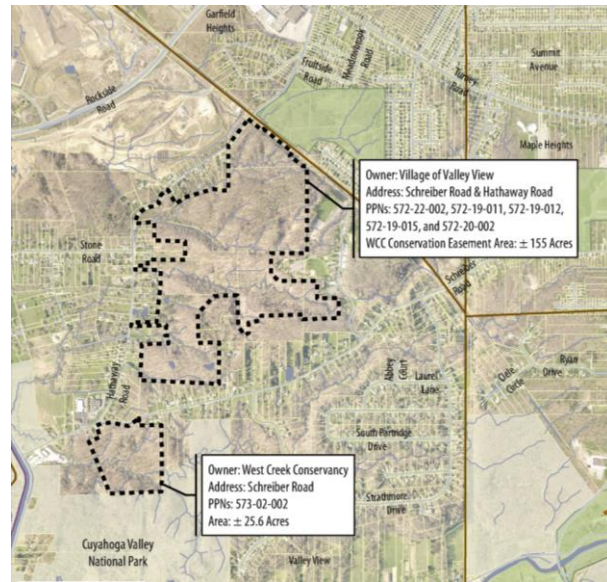 Garfield
Heights
Fruitside
Road
Meadowbrook
Road
Turney
Road
Summit
Avenue
Rockside
Road
Maple Heights
Owner: Village of Valley View
Address: Schreiber Road & Hathaway Road
PPNs: 572-22-002, 572-19-011, 572-19-012,
572-19-015, and 572-20-002
WCC Conservation Easement Area: ± 155 Acres
Stone
Road
Schreiber
Road
Hathaway
Road
Abbey
Court
Laurel
Lane
Clele
Circle
Ryan
Drive
South Partridge
Drive
Owner: West Creek Conservancy
Address: Schreiber Road
PPNs: 573-02-002
Area: ± 25.6 Acres
Strathmore
Drive
Cuyahoga Valley
National Park
Valley View